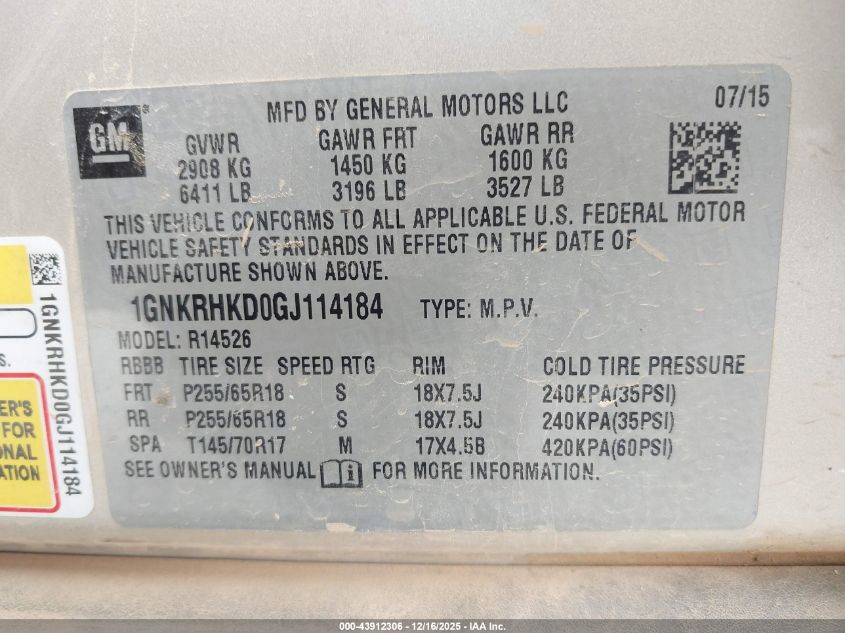 GM
MFD BY GENERAL MOTORS LLC
07/15
GVWR GAWR FRT GAWR RR
2908 KG 1450 KG 1600 KG
6411 LB 3196 LB 3527 LB
THIS VEHICLE CONFORMS TO ALL APPLICABLE U.S. FEDERAL MOTOR
VEHICLE SAFETY STANDARDS IN EFFECT ON THE DATE OF
MANUFACTURE SHOWN ABOVE.
1GNKRHKD0GJ114184 TYPE: M.P.V.
MODEL: R14526
RBBB TIRE SIZE SPEED RTG RIM COLD TIRE PRESSURE
FRT P255/65R18 S 18X7.5J 240KPA(35PSI)
RR P255/65R18 S 18X7.5J 240KPA(35PSI)
SPA T145/70R17 M 17X4.5B 420KPA(60PSI)
SEE OWNER'S MANUAL i FOR MORE INFORMATION.
1GNKRHKD0GJ114184
S.
ER'S
FOR
ONAL
ATION
000-43912306 - 12/16/2025 - IAA Inc.